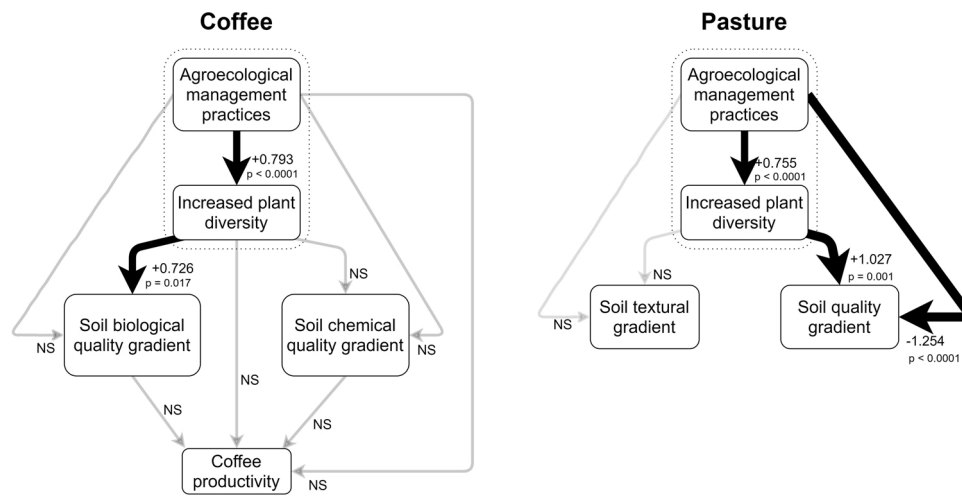 Coffee
Agroecological
management
practices
+0.793
p < 0.0001
Increased plant
diversity
+0.726
p = 0.017
NS
Soil biological
quality gradient
Soil chemical
quality gradient
NS
NS
NS
NS
NS
Coffee
productivity
NS
Pasture
Agroecological
management
practices
+0.755
p < 0.0001
Increased plant
diversity
+1.027
p = 0.001
NS
Soil textural
gradient
Soil quality
gradient
NS
-1.254
p < 0.0001